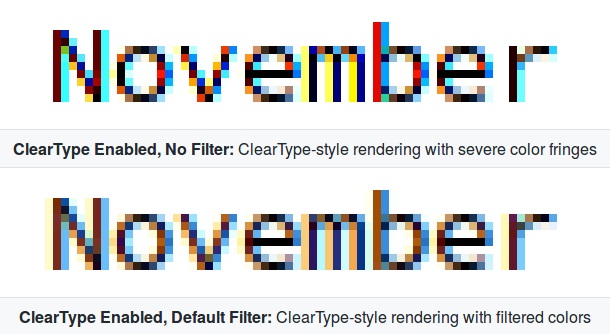 November
ClearType Enabled, No Filter: ClearType-style rendering with severe color fringes
November
ClearType Enabled, Default Filter: ClearType-style rendering with filtered colors